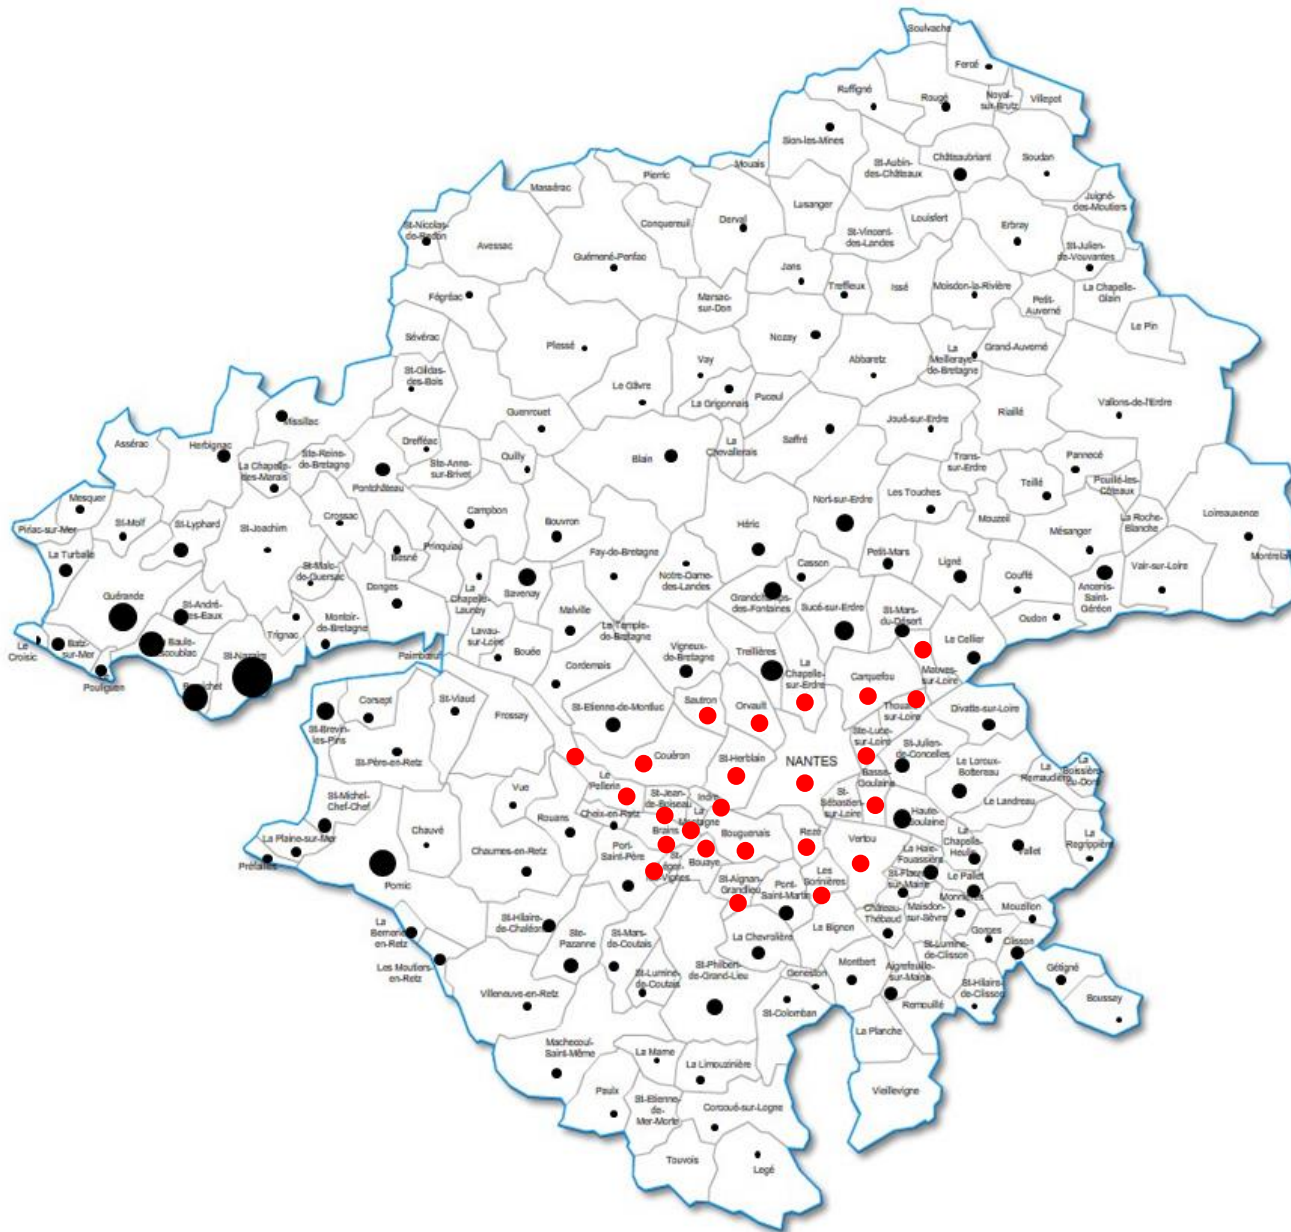 Soulvache
Fercé
Ruffigné
Rougé
Noyal-
sur-Brutz
Villepot
Sion-les-Mines
St-Aubin
des-Châteaux
Châteaubriant
Soudan
Mouais
Pierric
Massérac
Juigné
des-Moutiers
Lusanger
Louisfert
Conquereuil
Derval
St-Nicolas-
de-Redon
Avessac
St-Vincent
des-Landes
Erbray
St-Julien
de-Vouvantes
Guémené-Penfao
Jans
Treffieux
Issé
Moisdon-la-Rivière
La Chapelle-
Glain
Fégréac
Marsac-
sur-Don
Petit-
Auverné
Le Pin
Sévérac
Plessé
Nozay
Abbaretz
La
Meilleraye-
de-Bretagne
Grand-Auverné
Vay
St-Gildas-
des-Bois
Le Gâvre
La Grigonnais
Puceul
Vallons-de-l'Erdre
Guenrouet
Joué-sur-Erdre
Riaillé
Missillac
Assérac
Herbignac
Drefféac
Saffré
La
Chevallerais
Ste-Reine-
de-Bretagne
Ste-Anne-
sur-Brivet
Quilly
Blain
Trans-
sur-Erdre
Pannecé
La Chapelle-
des-Marais
Pontchâteau
Teillé
Pouillé-les-
Côteaux
Mesquer
Nort-sur-Erdre
Les Touches
Piriac-sur-Mer
St-Molf
St-Lyphard
St-Joachim
Crossac
Campbon
Bouvron
Héric
Mouzeil
Mésanger
La Roche-
Blanche
Loireauxence
La Turballe
Besné
Prinquiau
Fay-de-Bretagne
Petit-Mars
Montrelais
St-Malo-
de-Guersac
Notre-Dame-
des-Landes
Casson
Ligné
Couffé
Vair-sur-Loire
Guérande
St-André-
des-Eaux
Donges
La
Chapelle-
Launay
Savenay
Grandchamps-
des-Fontaines
Ancenis-
Saint-
Géréon
Malville
Sucé-sur-Erdre
St-Mars-
du-Désert
Oudon
Trignac
Montoir-
de-Bretagne
Lavau-
sur-Loire
Le Temple-
de-Bretagne
Le
Croisic
Batz-
sur-Mer
La Baule-
Escoublac
St-Nazaire
Paimboeuf
Bouée
Vigneux-
de-Bretagne
Treillières
La
Chapelle-
sur-Erdre
Le Cellier
Pouliguen
Pornichet
Cordemais
Carquefou
Mauves-
sur-Loire
Corsept
St-Viaud
Frossay
St-Etienne-de-Montluc
Sautron
Orvault
Thouaré-
sur-Loire
Divatte-sur-Loire
St-Brevin-
les-Pins
St-Père-en-Retz
Couëron
St-Herblain
NANTES
Ste-Luce-
sur-Loire
St-Julien-
de-Concelles
Le Loroux-
Bottereau
La
Remaudière
La
Boissière-
du-Doré
St-Michel-
Chef-Chef
Vue
Le
Pellerin
St-Jean-
de-Boiseau
Indre
La
Montagne
St-
Sébastien-
sur-Loire
Basse-
Goulaine
Haute-
Goulaine
Le Landreau
Chauvé
Rouans
Cheix-en-Retz
Brains
Bouguenais
Rezé
Vertou
La Plaine-sur-Mer
Préfailles
Chaumes-en-Retz
Port-
Saint-Père
Bouaye
St-
Léger-
les-Vignes
La Haie-
Fouassière
La
Chapelle-
Heulin
Vallet
La
Regrippière
Pornic
St-Aignan-
Grandlieu
Pont-
Saint-Martin
Les
Sorinières
St-Fiacre-
sur-Maine
Le Pallet
Monnières
Mouzillon
La
Bernerie-
en-Retz
St-Hilaire-
de-Chaléons
Ste-
Pazanne
St-Mars-
de-Coutais
La Chevrolière
Le Bignon
Château-
Thébaud
Maisdon-
sur-Sèvre
Gorges
Clisson
Les Moutiers-
en-Retz
St-Lumine-
de-Clisson
St-Lumine-
de-Coutais
St-Philbert-
de-Grand-Lieu
Geneston
Montbert
Aigrefeuille-
sur-Maine
Gétigné
Villeneuve-en-Retz
St-Colomban
Remouillé
St-Hilaire-
de-Clisson
Boussay
Machecoul-
Saint-Même
La Marne
La Limouzinière
La Planche
Paulx
St-Etienne-
de-
Mer-Morte
Corcoué-sur-Logne
Vieillevigne
Touvois
Legé